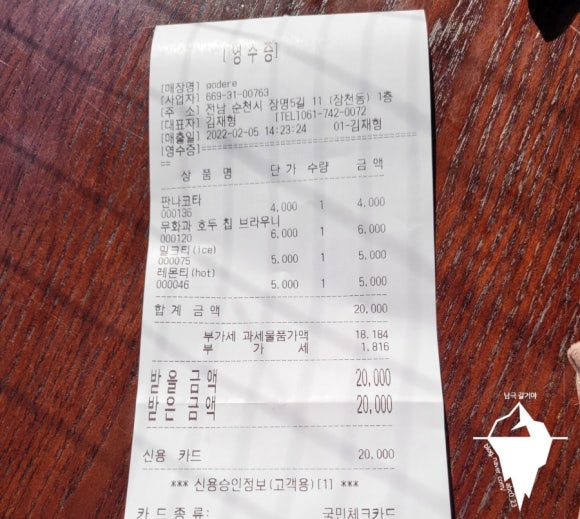 [영수증]
[매장명] godere
[사업자] 669-31-00763
[주 소] 전남 순천시 장명5길 11 (장천동) 1층
[대표자] 김재형 [TEL]061-742-0072
[매출일] 2022-02-05 14:23:24 01-김재형
[영수증]==============================
==
상 품 명 단 가 수량 금 액
판나코타
000136 4,000 1 4,000
무화과 호두 칩 브라우니
000120 6,000 1 6,000
밀크티(ice)
000075 5,000 1 5,000
레몬티(hot)
000046 5,000 1 5,000
합계 금액 20,000
부가세 과세물품가액 18,184
부 가 세 1,816
받을금액 20,000
받은금액 20,000
신용 카드 20,000
*** 신용승인정보(고객용)[1] ***
카 드 종 류: 국민체크카드
남극 갈거야
blog.naver.com/
abc0.23